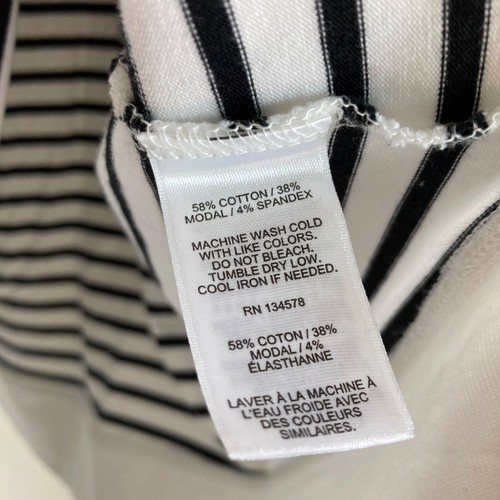 58% COTTON / 38%
MODAL / 4% SPANDEX
MACHINE WASH COLD
WITH LIKE COLORS.
DO NOT BLEACH.
TUMBLE DRY LOW.
COOL IRON IF NEEDED.
RN 134578
58% COTON / 38%
MODAL / 4%
ÉLASTHANNE
LAVER À LA MACHINE À
L'EAU FROIDE AVEC
DES COULEURS
SIMILAIRES.